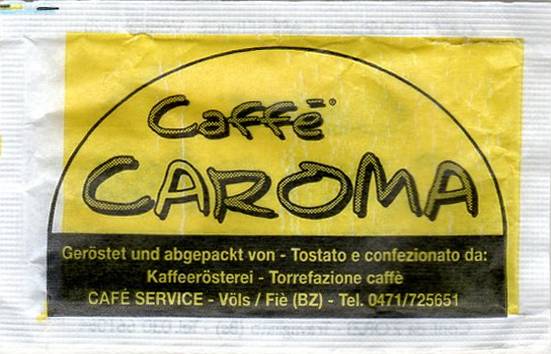 Caffē®
CAROMA
Geröstet und abgepackt von - Tostato e confezionato da:
Kaffeerösterei - Torrefazione caffè
CAFÉ SERVICE - Völs / Fiè (BZ) - Tel. 0471/725651